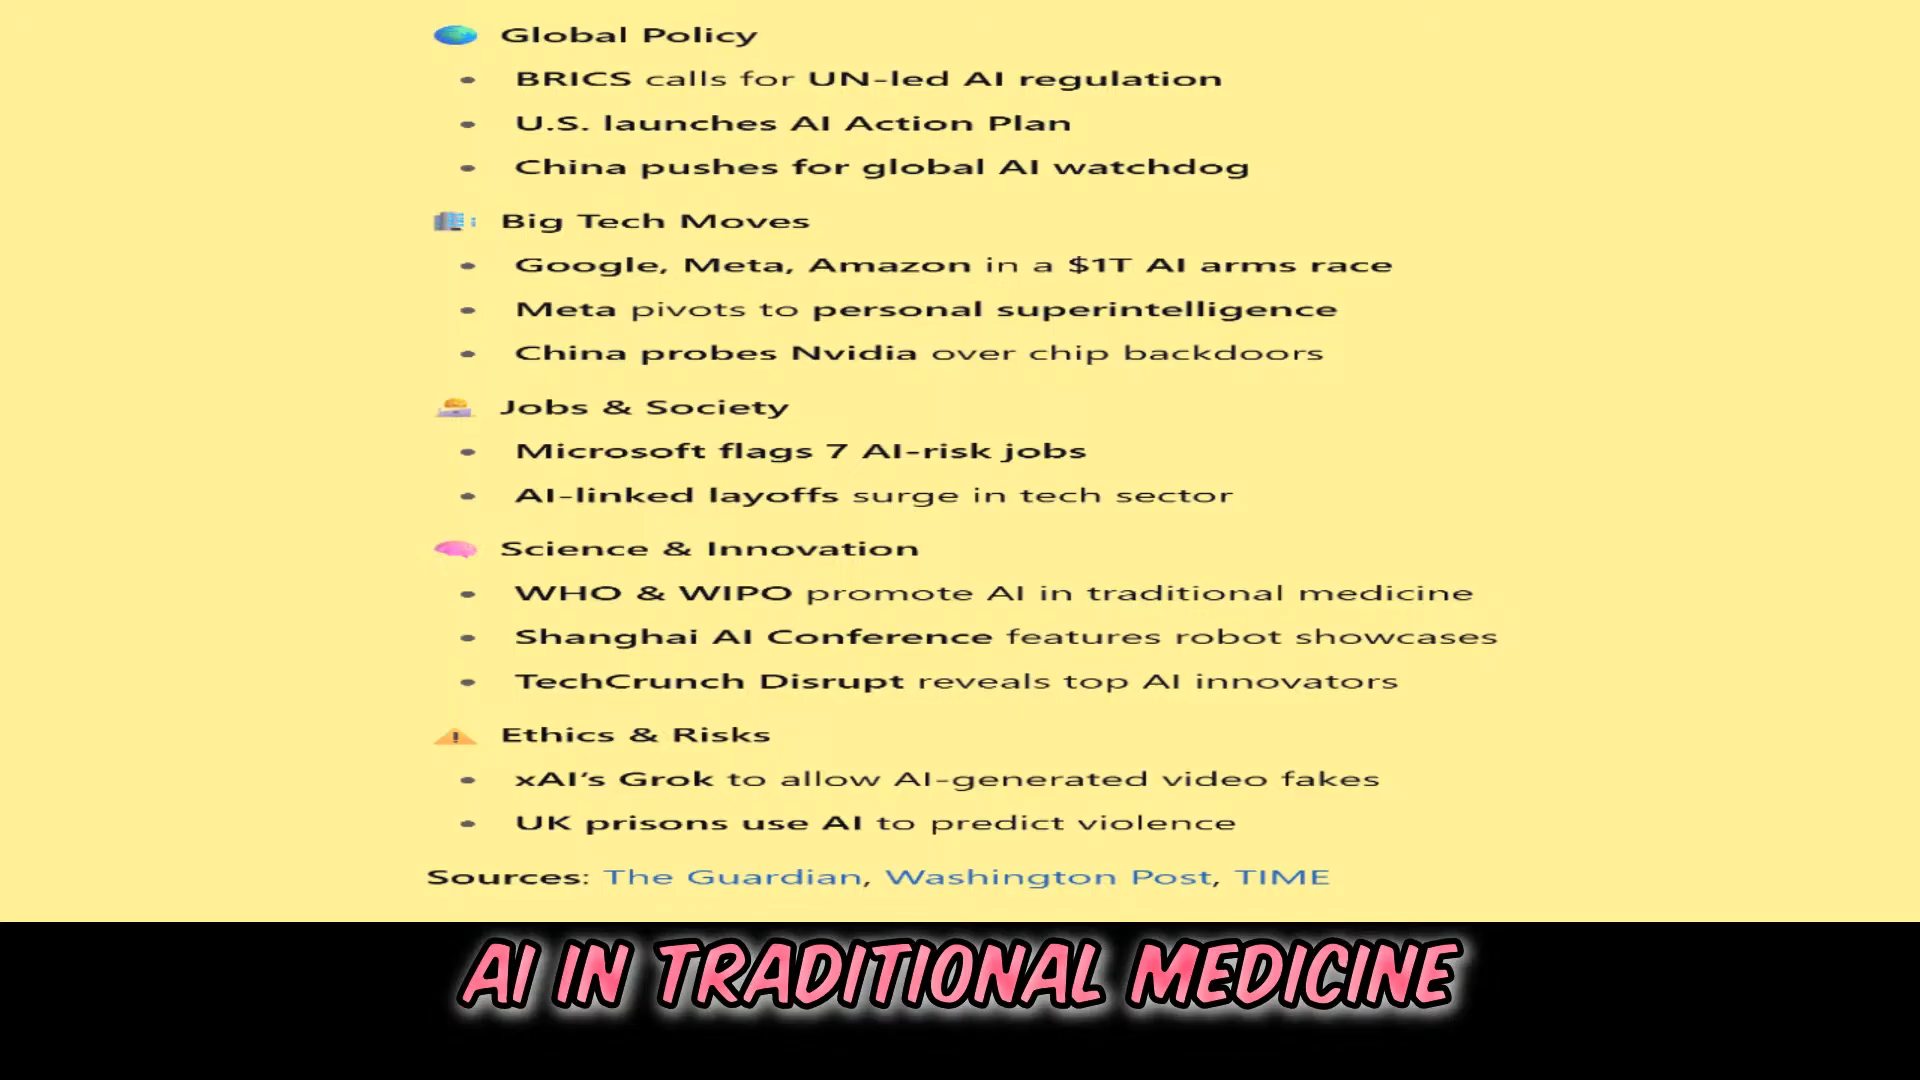 Global Policy
BRICS calls for UN-led AI regulation
U.S. launches AI Action Plan
China pushes for global AI watchdog
Big Tech Moves
Google, Meta, Amazon in a $1T AI arms race
Meta pivots to personal superintelligence
China probes Nvidia over chip backdoors
Jobs & Society
Microsoft flags 7 AI-risk jobs
AI-linked layoffs surge in tech sector
Science & Innovation
WHO & WIPO promote AI in traditional medicine
Shanghai AI Conference features robot showcases
TechCrunch Disrupt reveals top AI innovators
Ethics & Risks
xAI’s Grok to allow AI-generated video fakes
UK prisons use AI to predict violence
Sources: The Guardian, Washington Post, TIME
AI IN TRADITIONAL MEDICINE